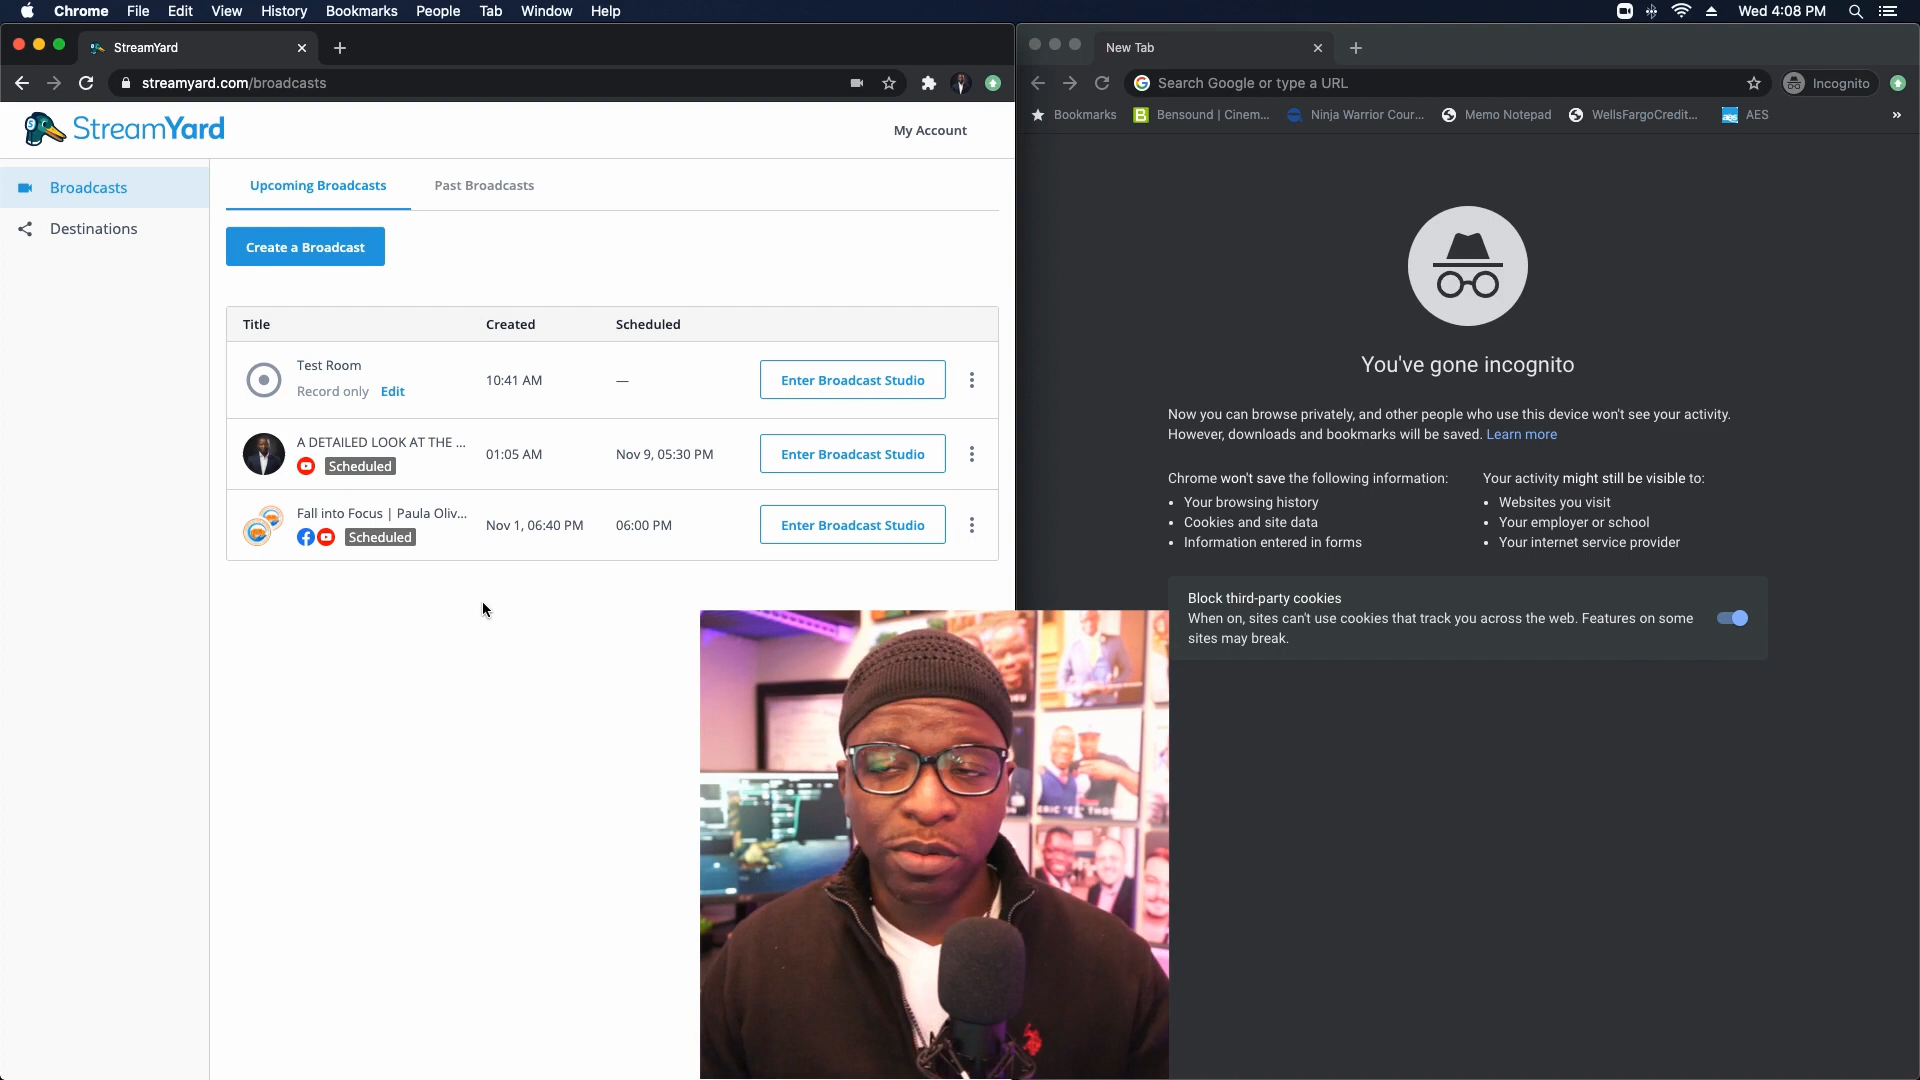 Chrome File Edit View History Bookmarks People Tab Window Help
Wed 4:08 PM
StreamYard
streamyard.com/broadcasts
StreamYard
My Account
Broadcasts
Destinations
Upcoming Broadcasts Past Broadcasts
Create a Broadcast
Title Created Scheduled
Test Room
Record only Edit
10:41 AM — Enter Broadcast Studio
A DETAILED LOOK AT THE ...
Scheduled
01:05 AM Nov 9, 05:30 PM Enter Broadcast Studio
Fall into Focus | Paula Oliv...
Scheduled
Nov 1, 06:40 PM 06:00 PM Enter Broadcast Studio
New Tab
Search Google or type a URL
Incognito
Bookmarks Bensound | Cinem... Ninja Warrior Cour... Memo Notepad WellsFargoCredit... AES »
You've gone incognito
Now you can browse privately, and other people who use this device won't see your activity.
However, downloads and bookmarks will be saved. Learn more
Chrome won't save the following information:
• Your browsing history
• Cookies and site data
• Information entered in forms
Your activity might still be visible to:
• Websites you visit
• Your employer or school
• Your internet service provider
Block third-party cookies
When on, sites can't use cookies that track you across the web. Features on some
sites may break.